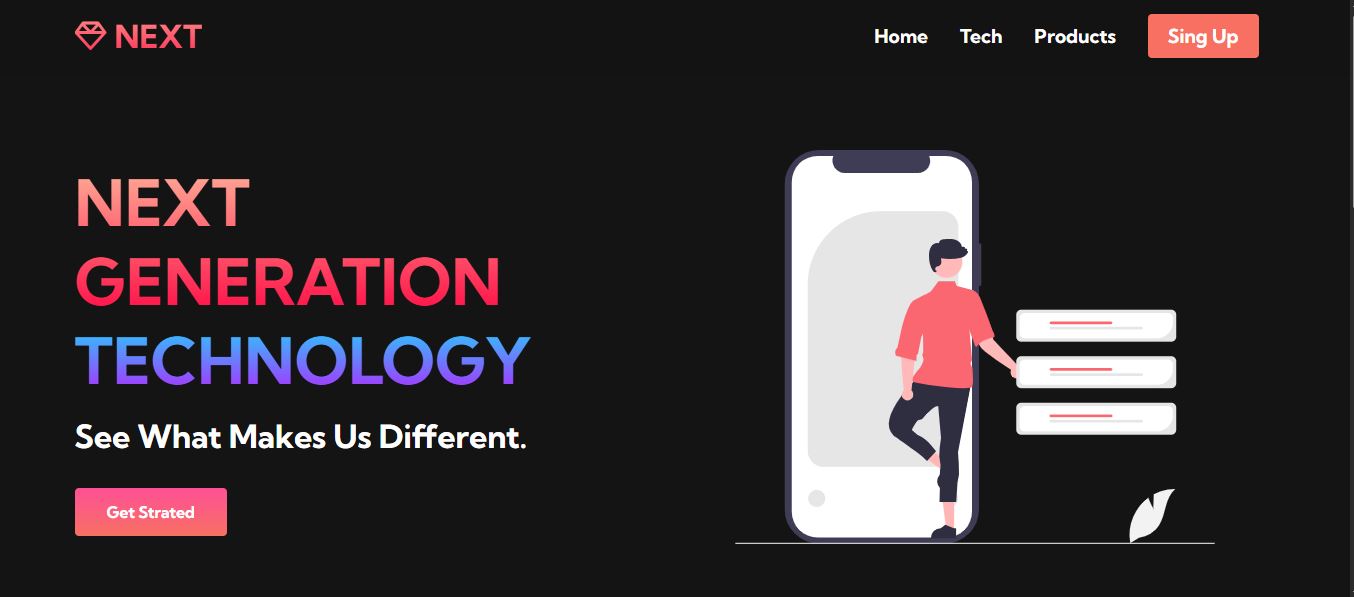 NEXT
Home Tech Products Sing Up
NEXT
GENERATION
TECHNOLOGY
See What Makes Us Different.
Get Strated